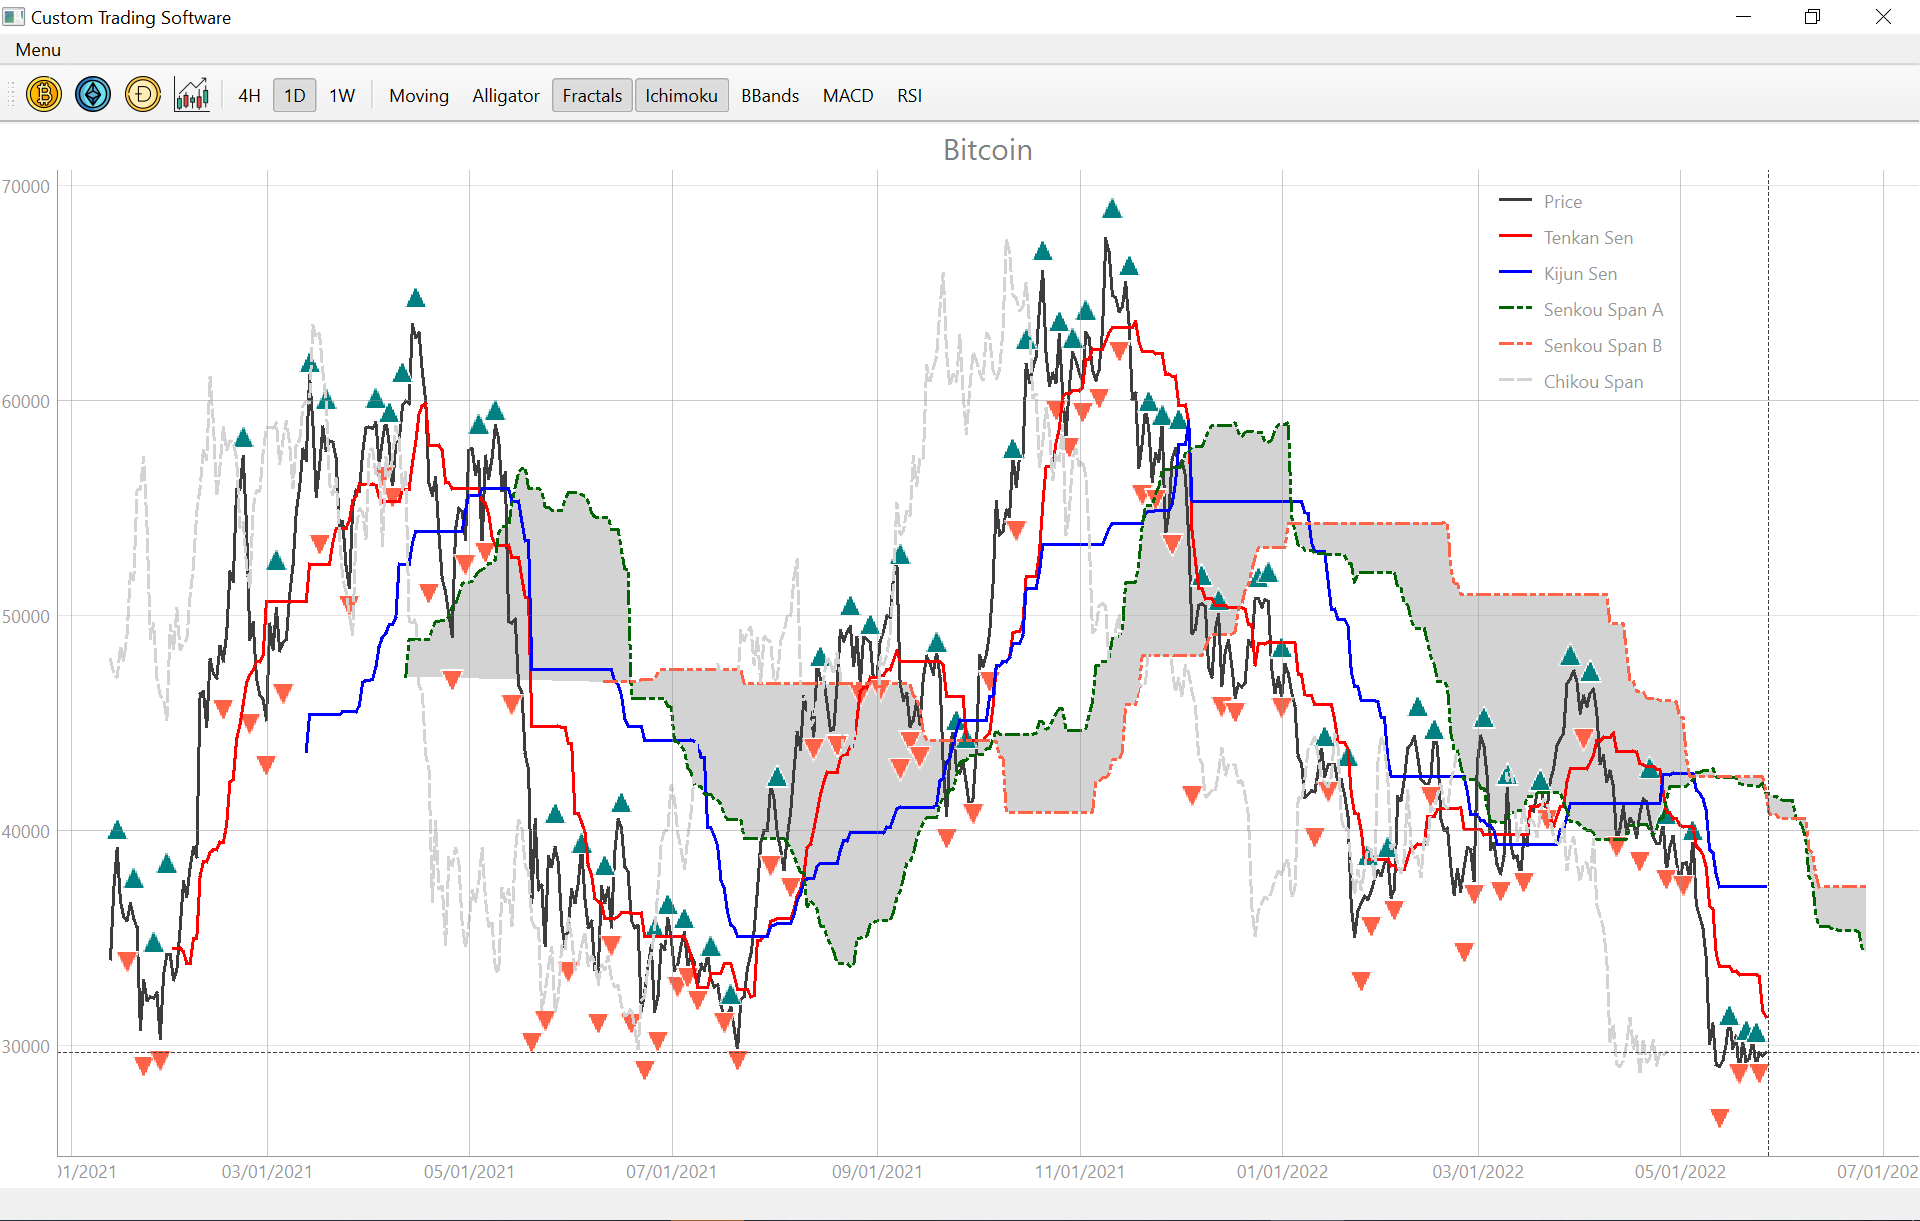 Custom Trading Software
Menu
4H 1D 1W Moving Alligator Fractals Ichimoku BBands MACD RSI
Bitcoin
70000
60000
50000
40000
30000
Price
Tenkan Sen
Kijun Sen
Senkou Span A
Senkou Span B
Chikou Span
1/2021 03/01/2021 05/01/2021 07/01/2021 09/01/2021 11/01/2021 01/01/2022 03/01/2022 05/01/2022 07/01/202